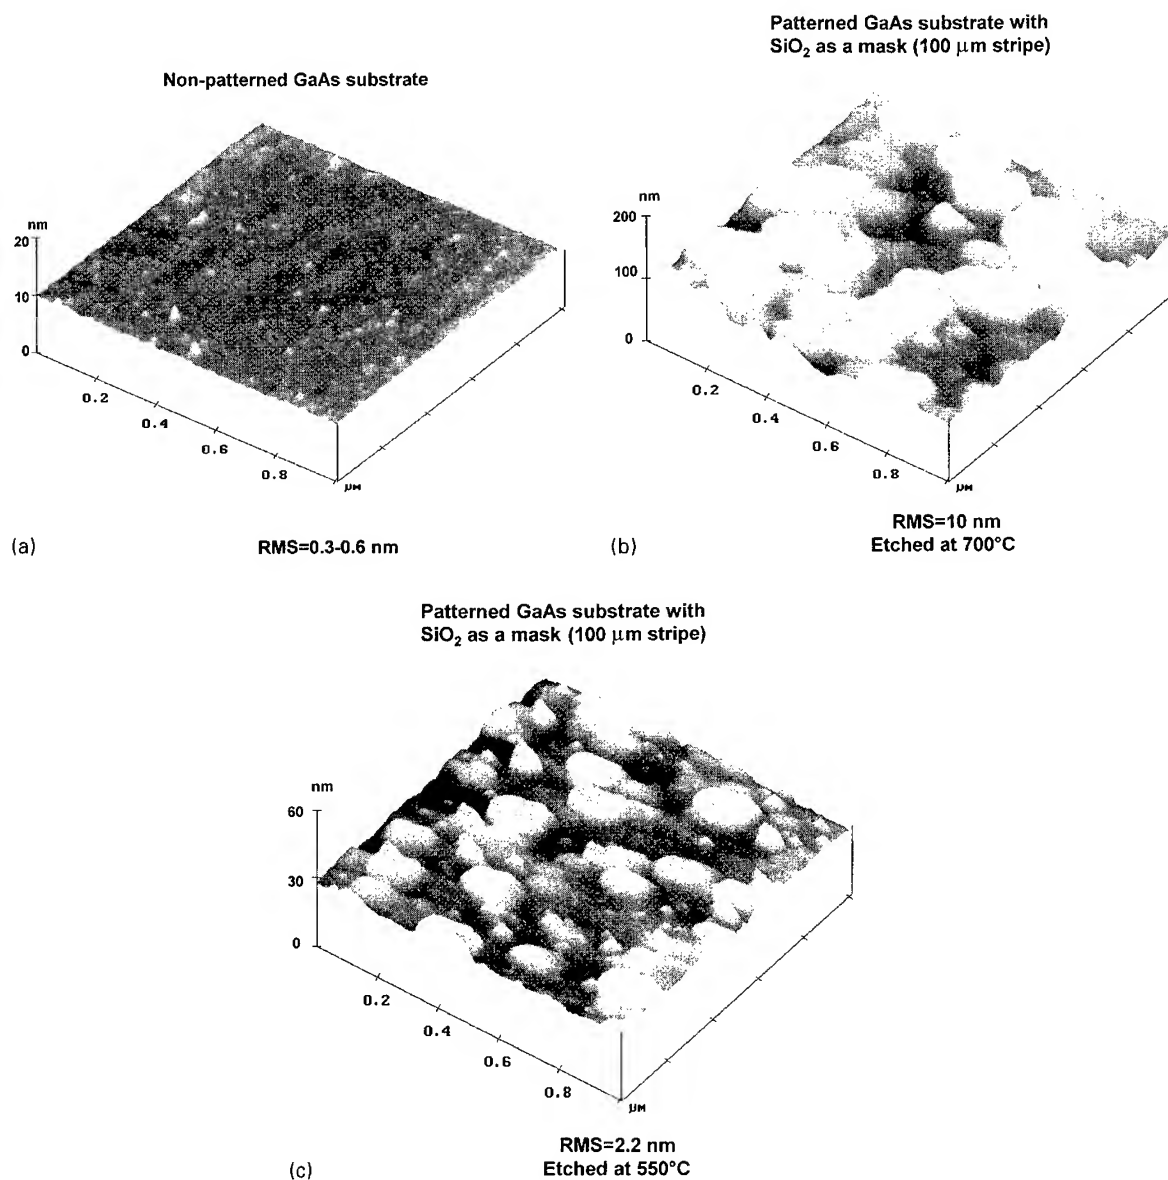 Non-patterned GaAs substrate
nm
20
10
0
0.2
0.4
0.6
0.8
μm
(a)
RMS=0.3-0.6 nm
Patterned GaAs substrate with
SiO₂ as a mask (100 μm stripe)
nm
200
100
0
0.2
0.4
0.6
0.8
μm
RMS=10 nm
(b)
Etched at 700°C
Patterned GaAs substrate with
SiO₂ as a mask (100 μm stripe)
nm
60
30
0
0.2
0.4
0.6
0.8
μm
RMS=2.2 nm
(c)
Etched at 550°C